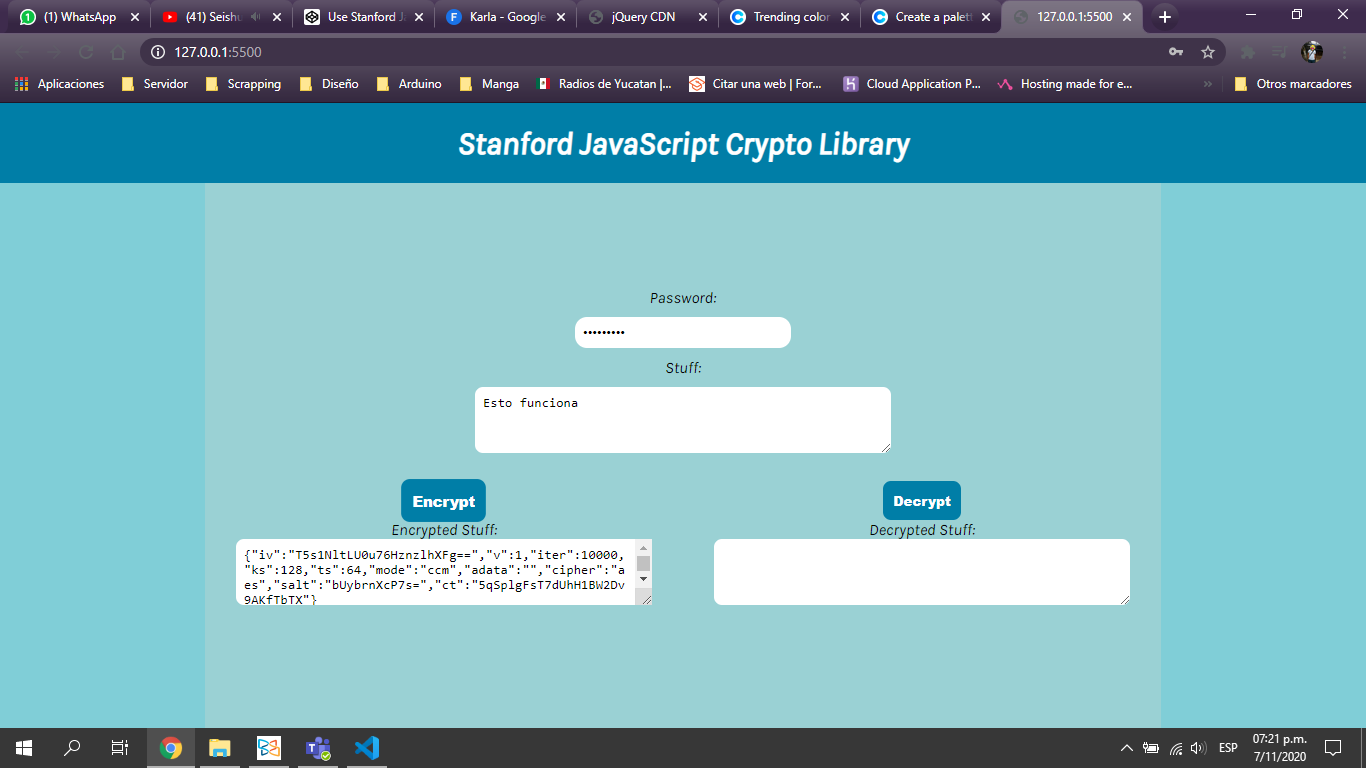 (1) WhatsApp
(41) Seishu
Use Stanford Ja
Karla - Google
jQuery CDN
Trending color
Create a palett
127.0.0.1:5500
127.0.0.1:5500
Aplicaciones
Servidor
Scrapping
Diseño
Arduino
Manga
Radios de Yucatan |...
Citar una web | For...
Cloud Application P...
Hosting made for e...
»
Otros marcadores
Stanford JavaScript Crypto Library
Password:
•••••••••
Stuff:
Esto funciona
Encrypt
Decrypt
Encrypted Stuff:
Decrypted Stuff:
{"iv":"T5s1NltLU0u76HznzlhXFg==","v":1,"iter":10000,
"ks":128,"ts":64,"mode":"ccm","adata":"","cipher":"a
es","salt":"bUybrnXcP7s=","ct":"5qSplgFsT7dUhH1BW2Dv
9AKfTbTX"}
ESP
07:21 p.m.
7/11/2020